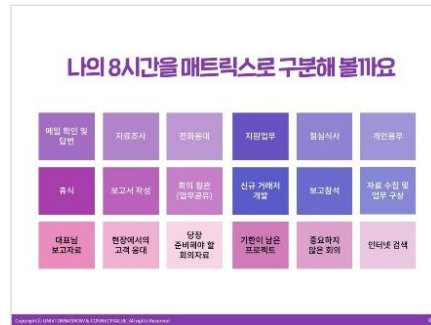 나의 8시간을 매트릭스로 구분해 볼까요
메일 확인 및
답변
자료조사
전화응대
지원업무
점심식사
개인용무
휴식
보고서 작성
회의 참관
(업무공유)
신규 거래처
개발
보고참석
자료 수집 및
업무 구상
대표님
보고자료
현장에서의
고객 응대
당장
준비해야 할
회의자료
기한이 남은
프로젝트
중요하지
않은 회의
인터넷 검색